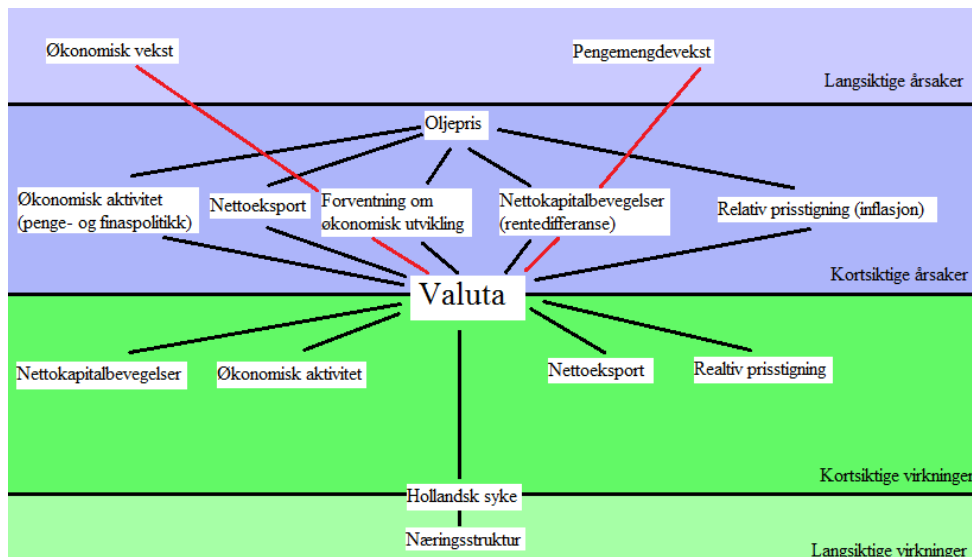 Økonomisk vekst
Pengemengdevekst
Langsiktige årsaker
Oljepris
Økonomisk aktivitet
(penge- og finaspolitikk)
Nettoeksport
Forventning om
økonomisk utvikling
Nettokapitalbevegelser
(rentedifferanse)
Relativ prisstigning (inflasjon)
Kortsiktige årsaker
Valuta
Nettokapitalbevegelser
Økonomisk aktivitet
Nettoeksport
Realtiv prisstigning
Kortsiktige virkninger
Hollandsk syke
Næringsstruktur
Langsiktige virkninger